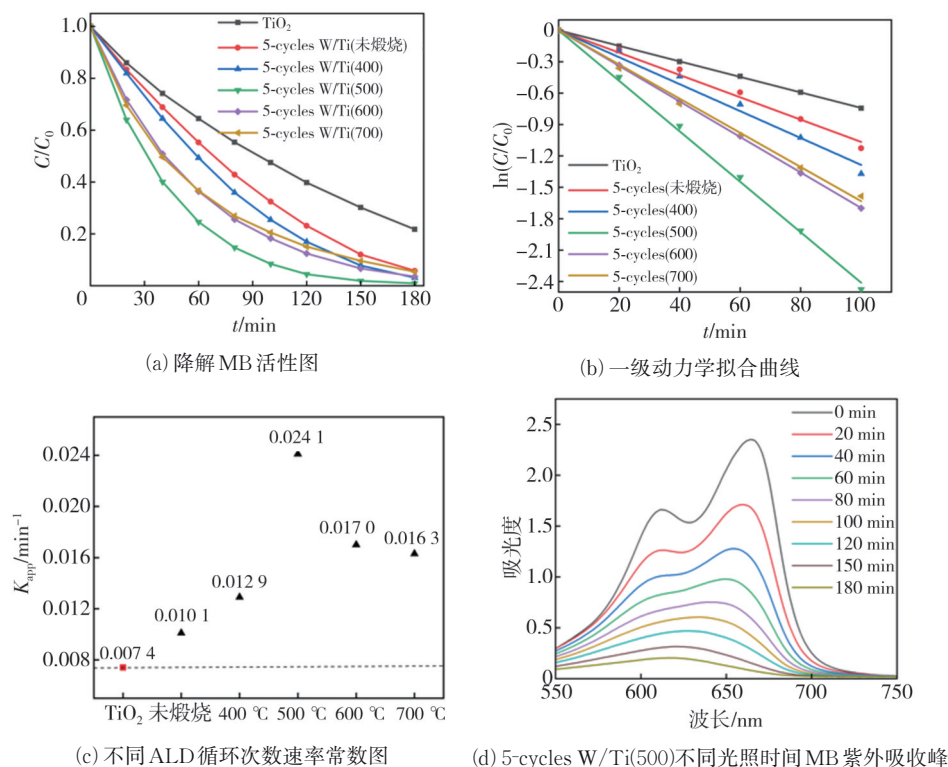 1.0
0.8
0.6
0.4
0.2
C/C₀
TiO₂
5-cycles W/Ti(未煅烧)
5-cycles W/Ti(400)
5-cycles W/Ti(500)
5-cycles W/Ti(600)
5-cycles W/Ti(700)
0 30 60 90 120 150 180
t/min
(a) 降解MB活性图
0
−0.3
−0.6
−0.9
−1.2
−1.5
−1.8
−2.1
−2.4
ln(C/C₀)
TiO₂
5-cycles(未煅烧)
5-cycles(400)
5-cycles(500)
5-cycles(600)
5-cycles(700)
0 20 40 60 80 100
t/min
(b) 一级动力学拟合曲线
0.024
0.020
0.016
0.012
0.008
Kapp/min⁻¹
0.024 1
0.017 0
0.016 3
0.012 9
0.010 1
0.007 4
TiO₂ 未煅烧 400 ℃ 500 ℃ 600 ℃ 700 ℃
(c) 不同ALD循环次数速率常数图
2.5
2.0
1.5
1.0
0.5
0
吸光度
0 min
20 min
40 min
60 min
80 min
100 min
120 min
150 min
180 min
550 600 650 700 750
波长/nm
(d) 5-cycles W/Ti(500)不同光照时间MB紫外吸收峰